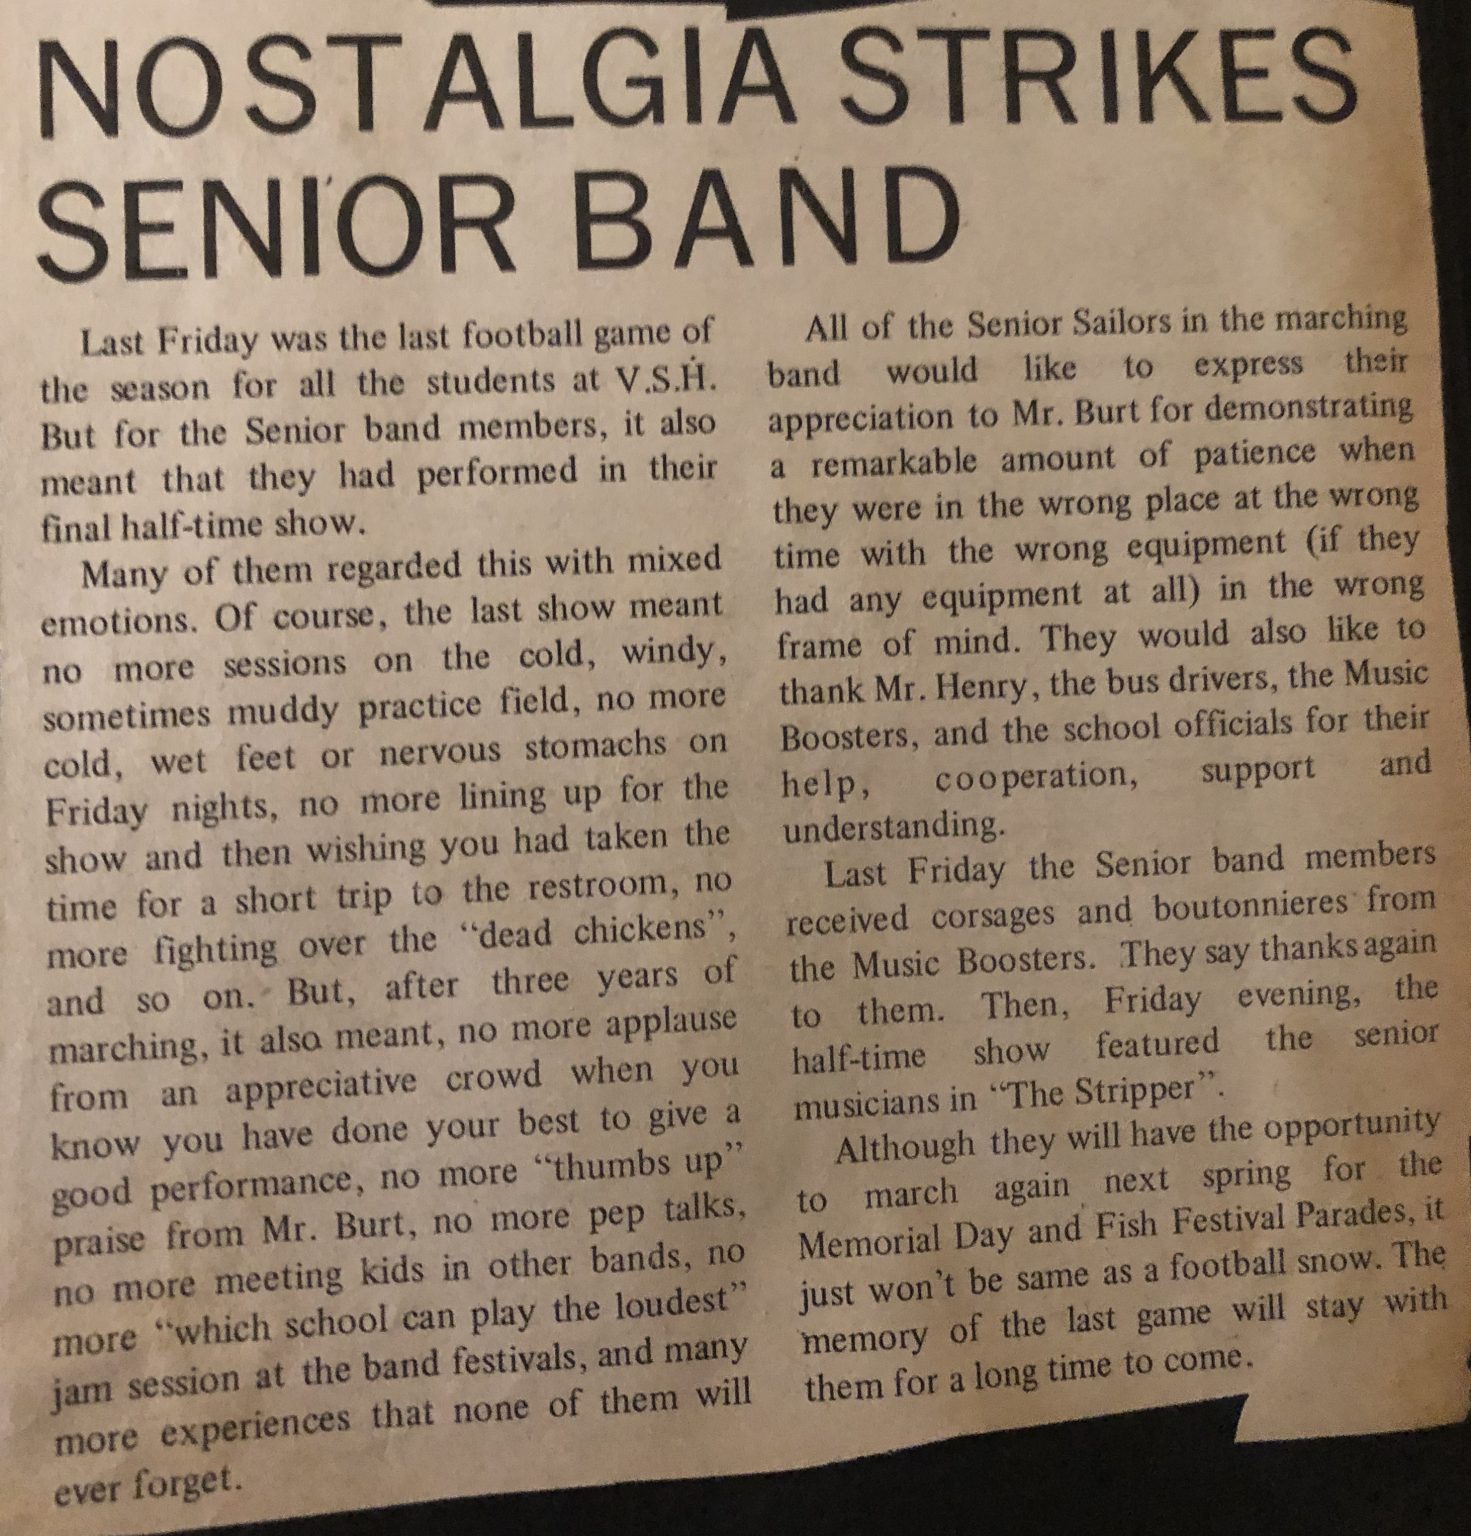 NOSTALGIA STRIKES
SENIOR BAND
Last Friday was the last football game of
the season for all the students at V.S.H.
But for the Senior band members, it also
meant that they had performed in their
final half-time show.
Many of them regarded this with mixed
emotions. Of course, the last show meant
no more sessions on the cold, windy,
sometimes muddy practice field, no more
cold, wet feet or nervous stomachs on
Friday nights, no more lining up for the
show and then wishing you had taken the
time for a short trip to the restroom, no
more fighting over the "dead chickens",
and so on. But, after three years of
marching, it also meant, no more applause
from an appreciative crowd when you
know you have done your best to give a
good performance, no more "thumbs up"
praise from Mr. Burt, no more pep talks,
no more meeting kids in other bands, no
more "which school can play the loudest"
jam session at the band festivals, and many
more experiences that none of them will
ever forget.
All of the Senior Sailors in the marching
band would like to express their
appreciation to Mr. Burt for demonstrating
a remarkable amount of patience when
they were in the wrong place at the wrong
time with the wrong equipment (if they
had any equipment at all) in the wrong
frame of mind. They would also like to
thank Mr. Henry, the bus drivers, the Music
Boosters, and the school officials for their
help, cooperation, support and
understanding.
Last Friday the Senior band members
received corsages and boutonnieres from
the Music Boosters. They say thanks again
to them. Then, Friday evening, the
half-time show featured the senior
musicians in "The Stripper".
Although they will have the opportunity
to march again next spring for the
Memorial Day and Fish Festival Parades, it
just won't be same as a football snow. The
memory of the last game will stay with
them for a long time to come.